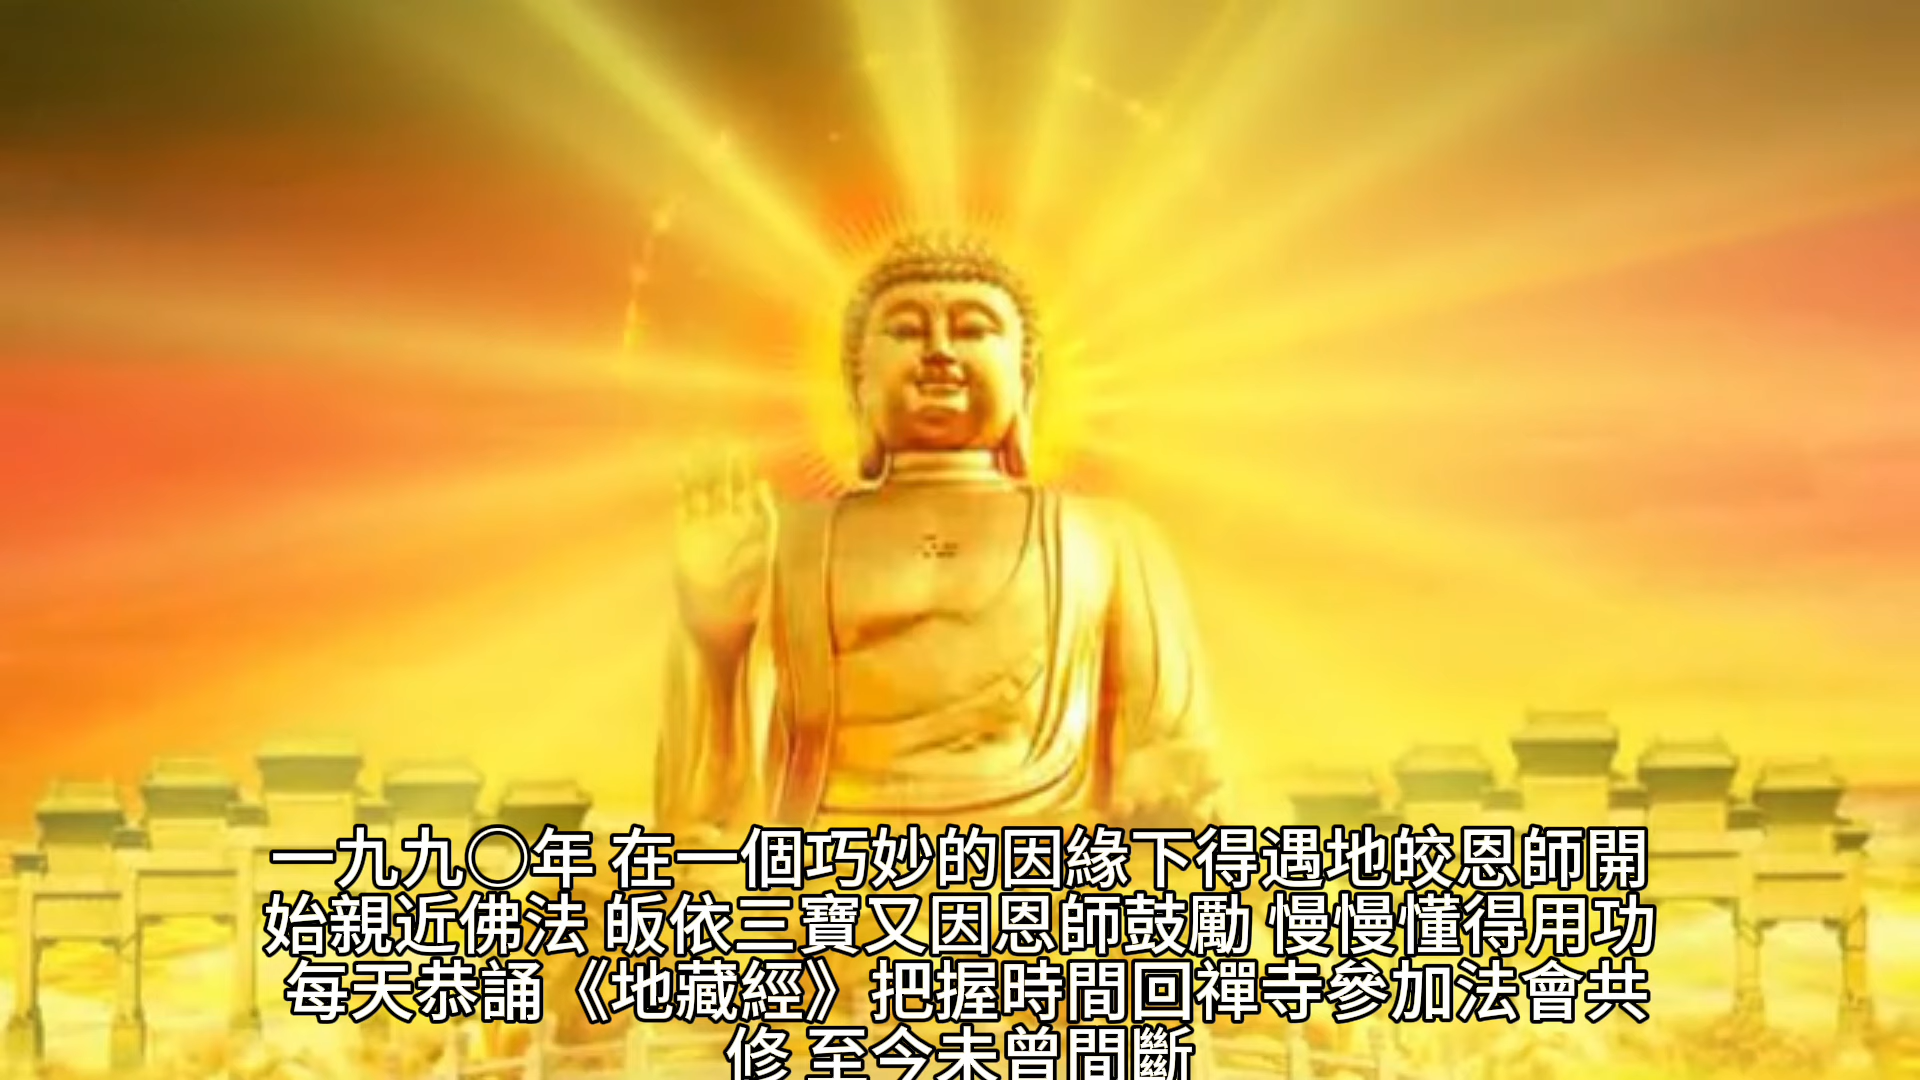 一九九〇年 在一個巧妙的因緣下得遇地皎恩師開
始親近佛法 皈依三寶又因恩師鼓勵 慢慢懂得用功
每天恭誦《地藏經》把握時間回禪寺參加法會共
修 至今未曾間斷